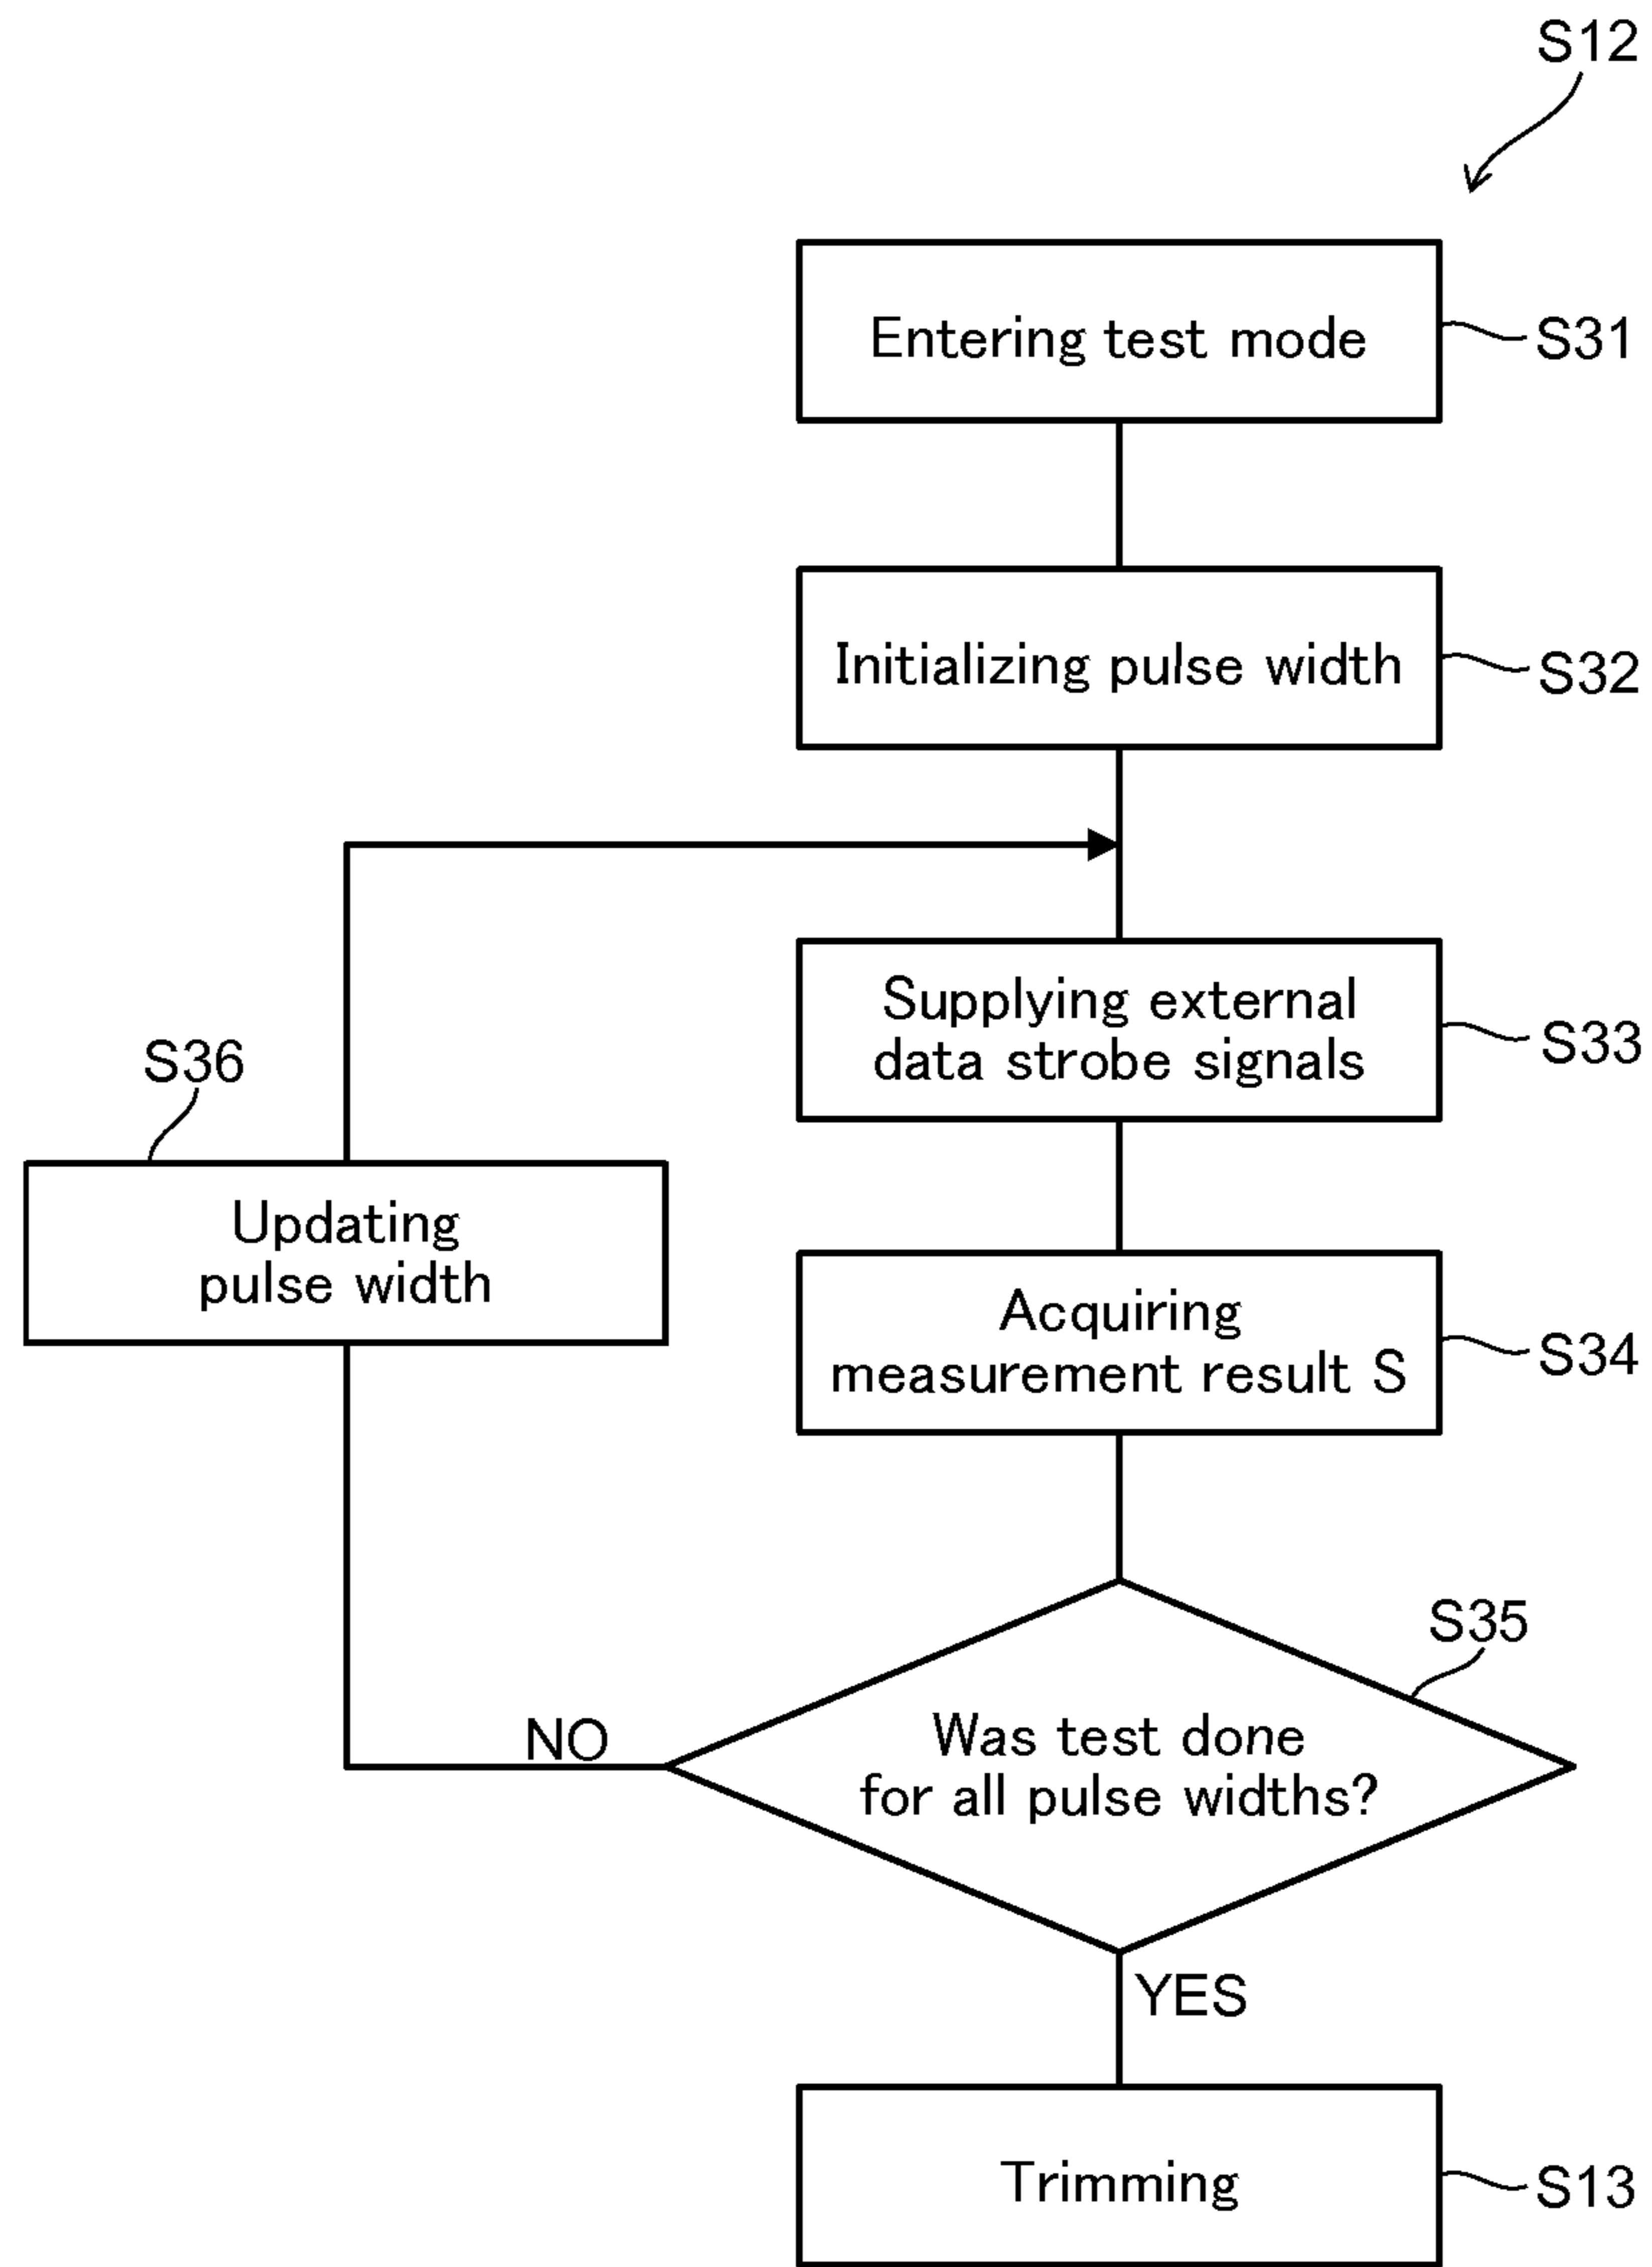 S12
Entering test mode
S31
Initializing pulse width
S32
Supplying external
data strobe signals
S33
S36
Updating
pulse width
Acquiring
measurement result S
S34
S35
Was test done
for all pulse widths?
NO
YES
Trimming
S13